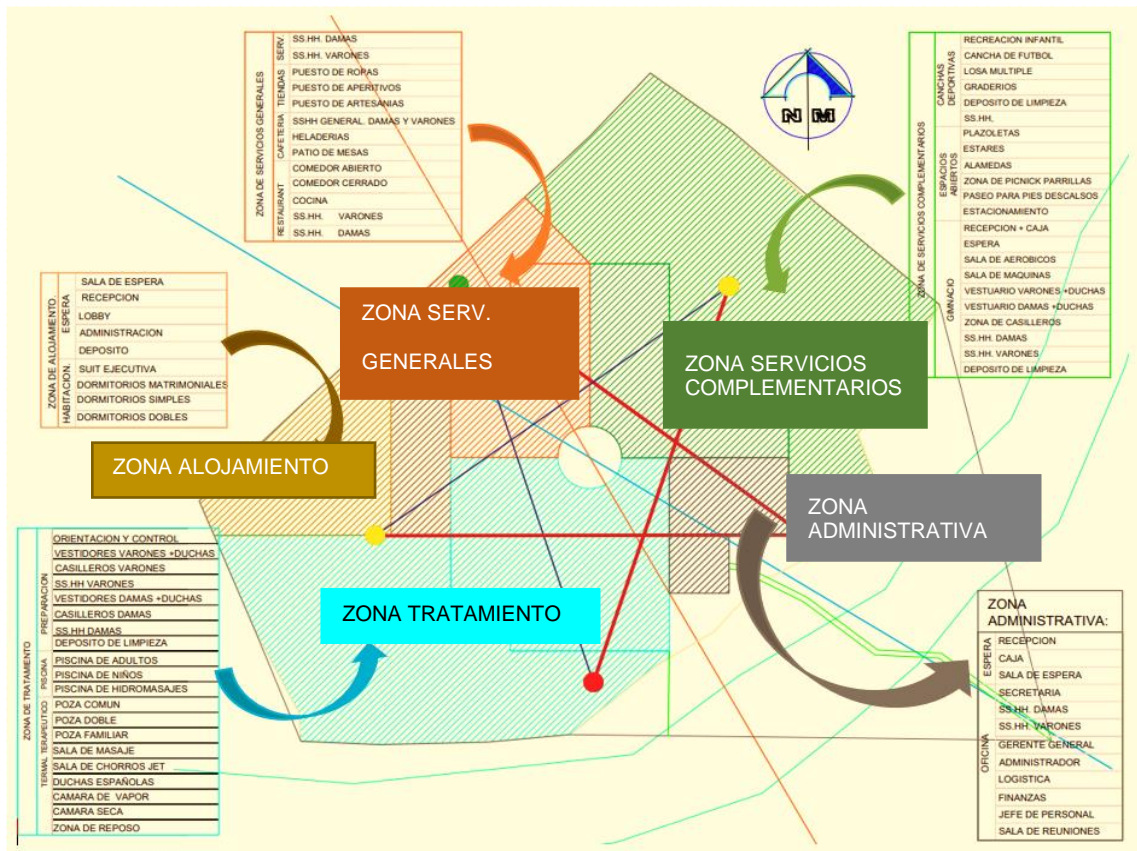 ZONA DE SERVICIOS GENERALES
SERV.
SS.HH. DAMAS
SS.HH. VARONES
TIENDAS
PUESTO DE ROPAS
PUESTO DE APERITIVOS
PUESTO DE ARTESANIAS
CAFETERIA
SSHH GENERAL. DAMAS Y VARONES
HELADERIAS
PATIO DE MESAS
RESTAURANT
COMEDOR ABIERTO
COMEDOR CERRADO
COCINA
SS.HH. VARONES
SS.HH. DAMAS
N M
ZONA DE SERVICIOS COMPLEMENTARIOS
CANCHAS
DEPORTIVAS
RECREACION INFANTIL
CANCHA DE FUTBOL
LOSA MULTIPLE
GRADERIOS
DEPOSITO DE LIMPIEZA
SS.HH.
ESPACIOS
ABIERTOS
PLAZOLETAS
ESTARES
ALAMEDAS
ZONA DE PICNICK PARRILLAS
PASEO PARA PIES DESCALSOS
ESTACIONAMIENTO
GIMNACIO
RECEPCION + CAJA
ESPERA
SALA DE AEROBICOS
SALA DE MAQUINAS
VESTUARIO VARONES +DUCHAS
VESTUARIO DAMAS +DUCHAS
ZONA DE CASILLEROS
SS.HH. DAMAS
SS.HH. VARONES
DEPOSITO DE LIMPIEZA
ZONA DE ALOJAMIENTO.
ESPERA
SALA DE ESPERA
RECEPCION
LOBBY
ADMINISTRACION
DEPOSITO
HABITACION.
SUIT EJECUTIVA
DORMITORIOS MATRIMONIALES
DORMITORIOS SIMPLES
DORMITORIOS DOBLES
ZONA SERV.
GENERALES
ZONA SERVICIOS
COMPLEMENTARIOS
ZONA ALOJAMIENTO
ZONA
ADMINISTRATIVA
ZONA TRATAMIENTO
ZONA DE TRATAMIENTO
PREPARACION
ORIENTACION Y CONTROL
VESTIDORES VARONES +DUCHAS
CASILLEROS VARONES
SS.HH VARONES
VESTIDORES DAMAS +DUCHAS
CASILLEROS DAMAS
SS.HH DAMAS
DEPOSITO DE LIMPIEZA
PISCINA
PISCINA DE ADULTOS
PISCINA DE NIÑOS
PISCINA DE HIDROMASAJES
TERMAL TERAPEUTICO
POZA COMUN
POZA DOBLE
POZA FAMILIAR
SALA DE MASAJE
SALA DE CHORROS JET
DUCHAS ESPAÑOLAS
CAMARA DE VAPOR
CAMARA SECA
ZONA DE REPOSO
ZONA
ADMINISTRATIVA:
ESPERA
RECEPCION
CAJA
SALA DE ESPERA
SECRETARIA
SS.HH. DAMAS
SS.HH. VARONES
OFICINA
GERENTE GENERAL
ADMINISTRADOR
LOGISTICA
FINANZAS
JEFE DE PERSONAL
SALA DE REUNIONES